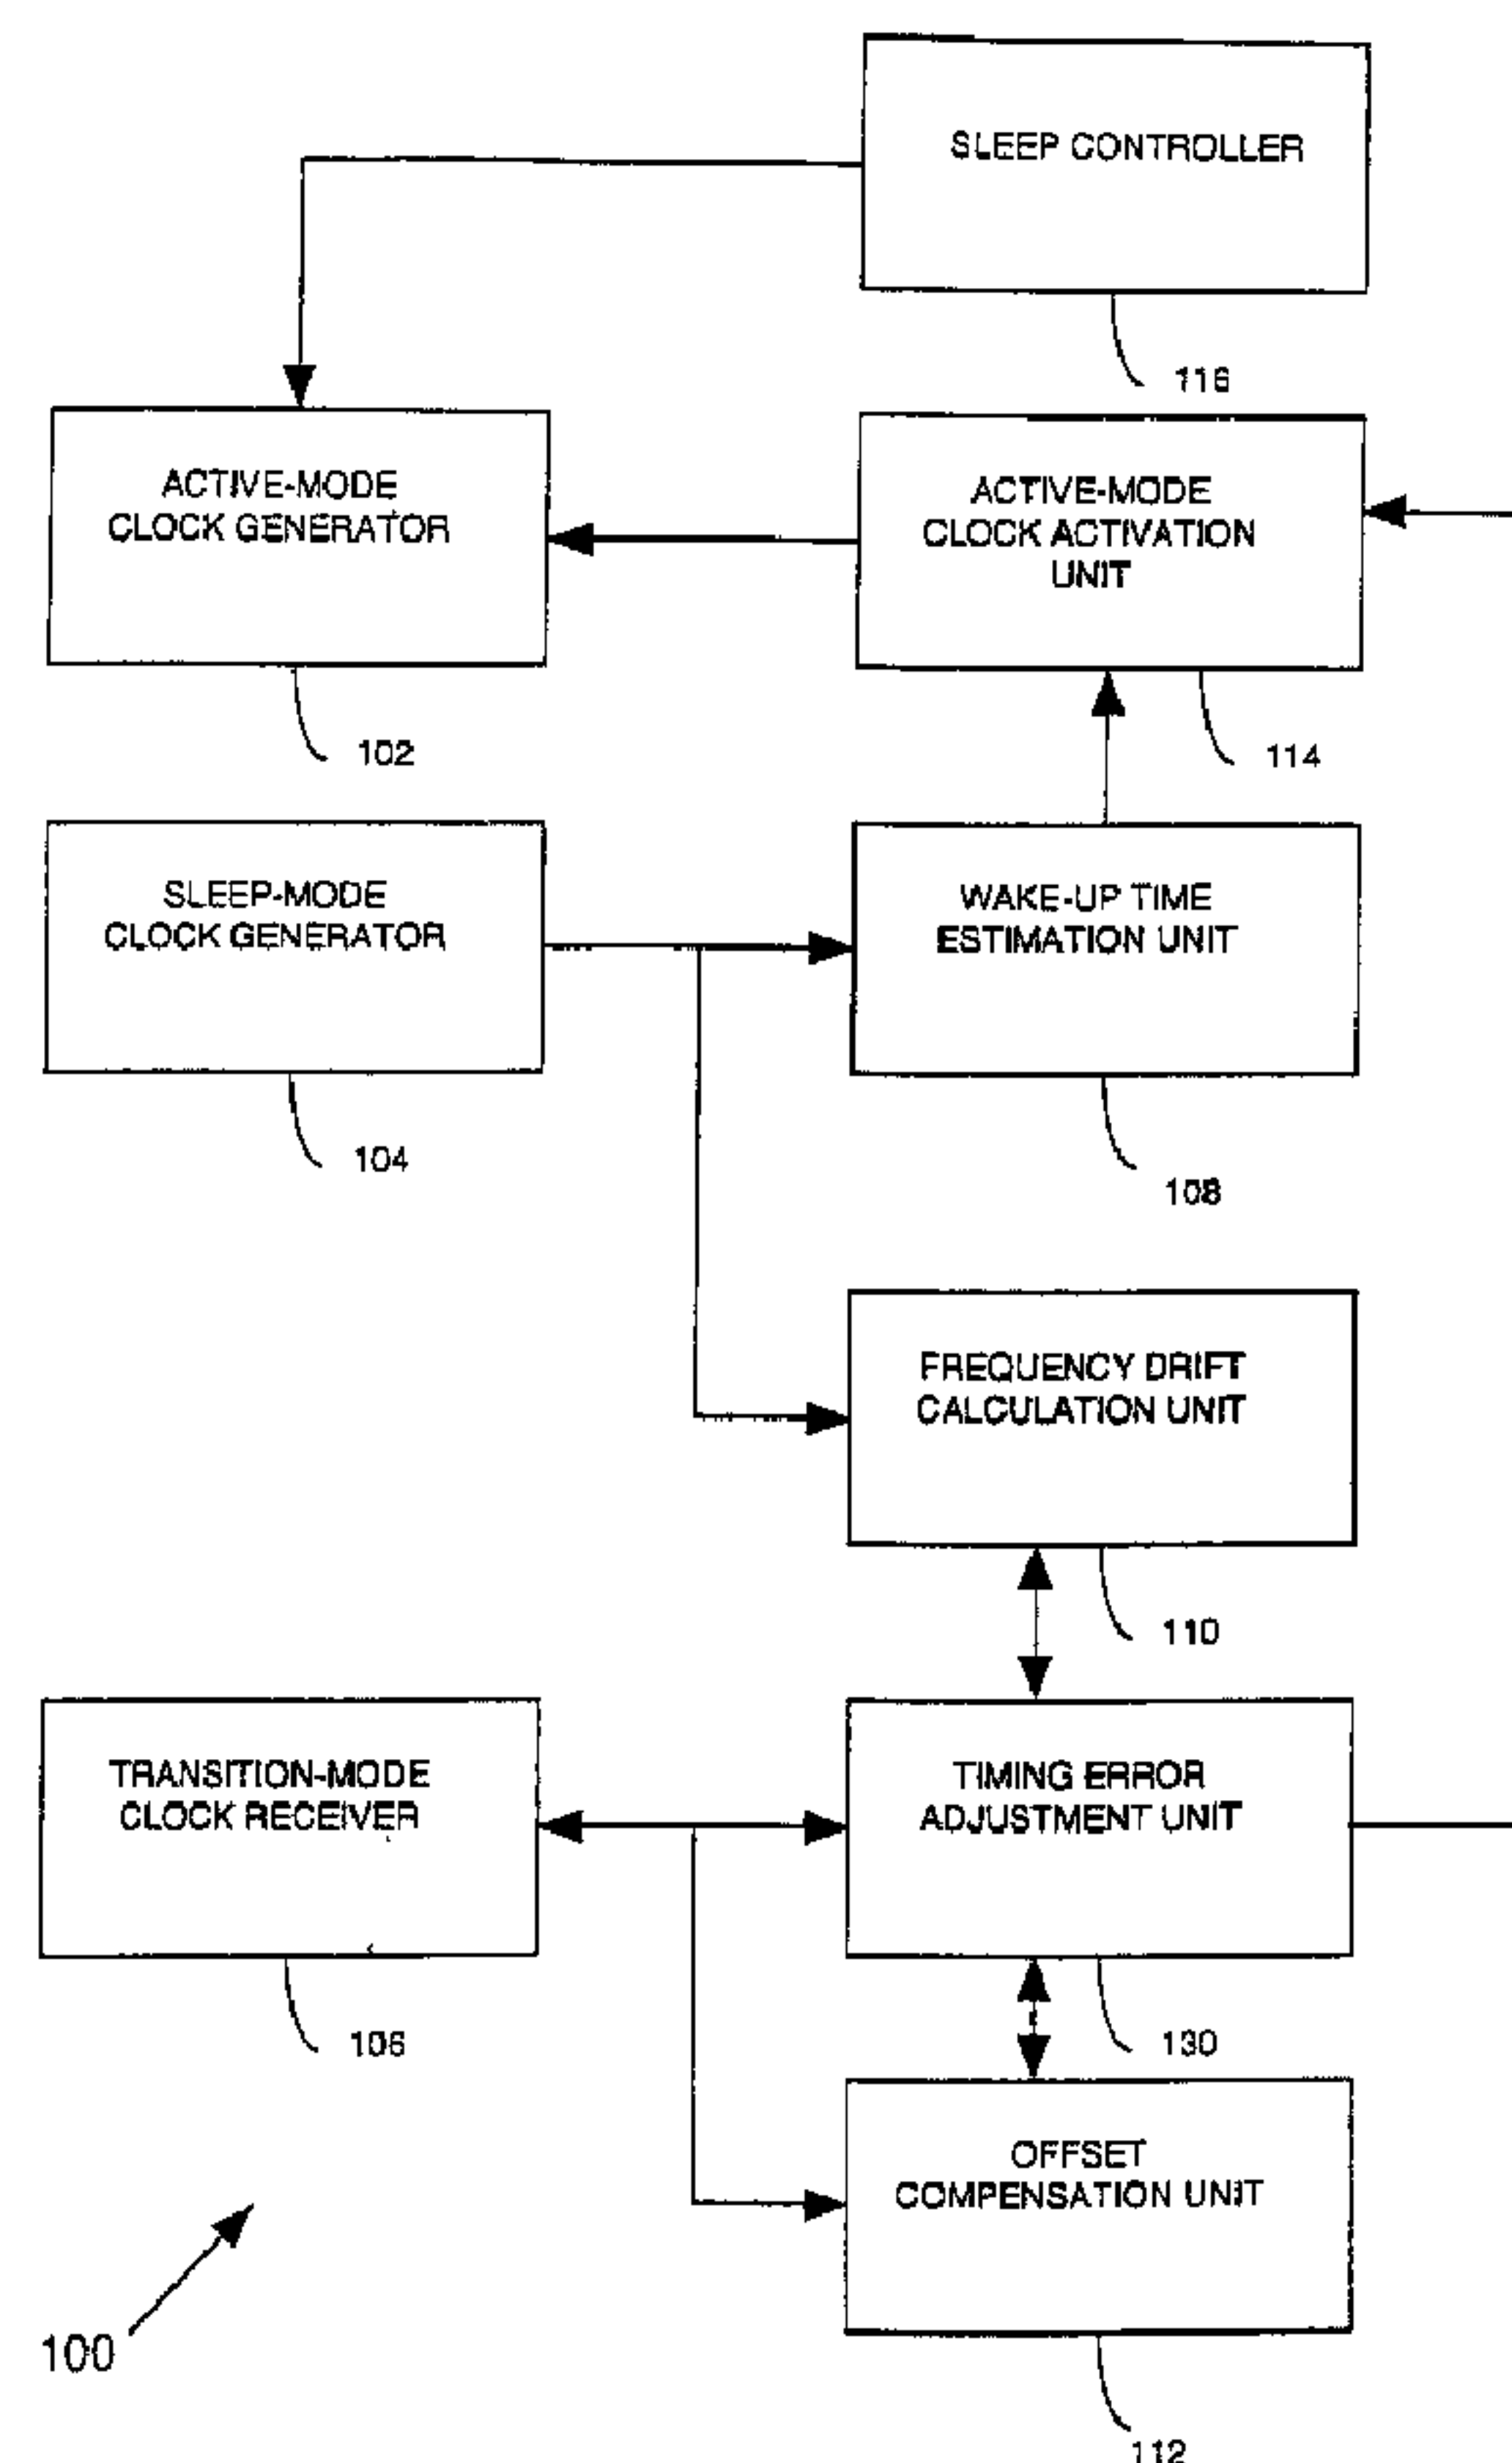 SLEEP CONTROLLER
116
ACTIVE-MODE
CLOCK GENERATOR
102
ACTIVE-MODE
CLOCK ACTIVATION
UNIT
114
SLEEP-MODE
CLOCK GENERATOR
104
WAKE-UP TIME
ESTIMATION UNIT
108
FREQUENCY DRIFT
CALCULATION UNIT
110
TRANSITION-MODE
CLOCK RECEIVER
106
TIMING ERROR
ADJUSTMENT UNIT
130
OFFSET
COMPENSATION UNIT
112
100